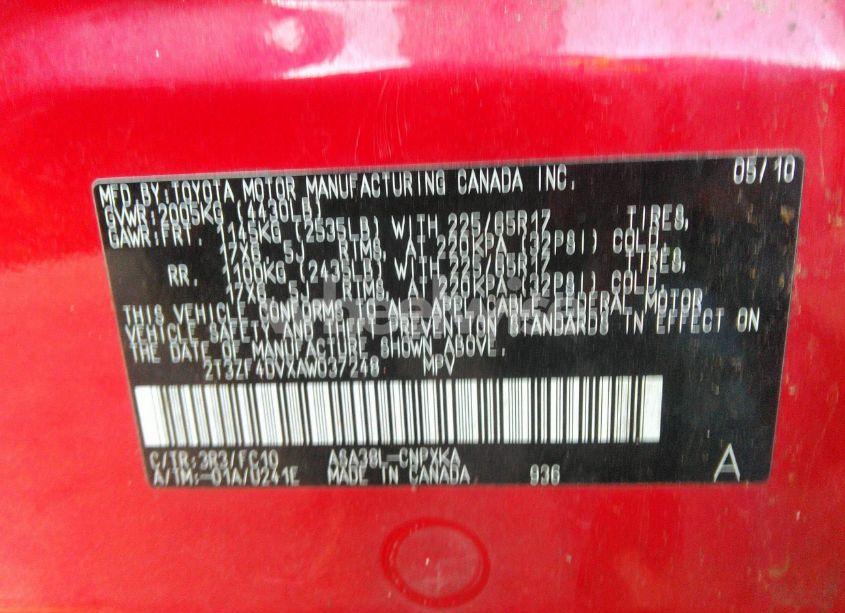 MFD. BY: TOYOTA MOTOR MANUFACTURING CANADA INC. 05/10
GVWR: 2005KG (4430LB)
GAWR: FRT. 1145KG (2535LB) WITH 225/65R17 TIRES,
17X6.5J RIMS, AT 220KPA (32PSI) COLD.
RR. 1100KG (2435LB) WITH 225/65R17 TIRES,
17X6.5J RIMS, AT 220KPA (32PSI) COLD.
THIS VEHICLE CONFORMS TO ALL APPLICABLE FEDERAL MOTOR
VEHICLE SAFETY AND THEFT PREVENTION STANDARDS IN EFFECT ON
THE DATE OF MANUFACTURE SHOWN ABOVE.
2T3ZF4DVXAW037248 MPV
C/TR: 3R3/FC10 ASA38L-CNPXKA
A/TM: -01A/U241E MADE IN CANADA 936 A